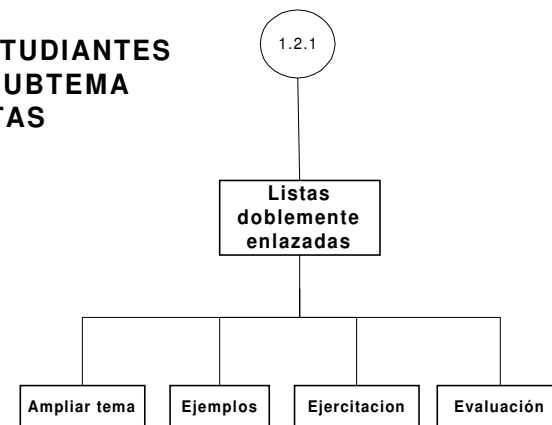 TUDIANTES
UBTEMA
TAS
1.2.1
Listas
doblemente
enlazadas
Ampliar tema
Ejemplos
Ejercitacion
Evaluación